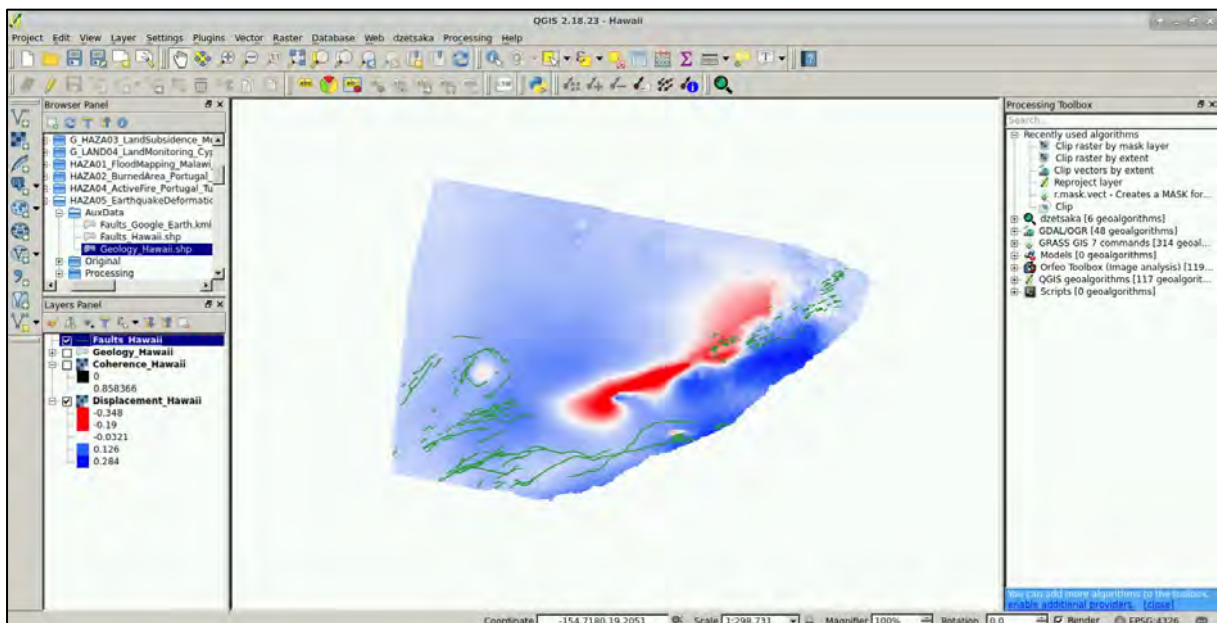 QGIS 2.18.23 - Hawaii
Project Edit View Layer Settings Plugins Vector Raster Database Web dzetsaka Processing Help
Browser Panel
G_HAZA03_LandSubsidence_M
G_LAND04_LandMonitoring_Cyp
HAZA01_FloodMapping_Malawi_
HAZA02_BurnedArea_Portugal_
HAZA04_ActiveFire_Portugal_Tu
HAZA05_EarthquakeDeformatic
AuxData
Faults_Google_Earth.kml
Faults_Hawaii.shp
Geology_Hawaii.shp
Original
Processing
Layers Panel
Faults_Hawaii
Geology_Hawaii
Coherence_Hawaii
0
0.858366
Displacement_Hawaii
-0.348
-0.19
-0.0321
0.126
0.284
Processing Toolbox
Search...
Recently used algorithms
Clip raster by mask layer
Clip raster by extent
Clip vectors by extent
Reproject layer
r.mask.vect - Creates a MASK for...
Clip
dzetsaka [6 geoalgorithms]
GDAL/OGR [48 geoalgorithms]
GRASS GIS 7 commands [314 geoal...
Models [0 geoalgorithms]
Orfeo Toolbox (Image analysis) [119...
QGIS geoalgorithms [117 geoalgorit...
Scripts [0 geoalgorithms]
You can add more algorithms to the toolbox,
enable additional providers. [close]
Coordinate -154.7180,19.2051 Scale 1:298,731 Magnifier 100% Rotation 0.0 Render EPSG:4326